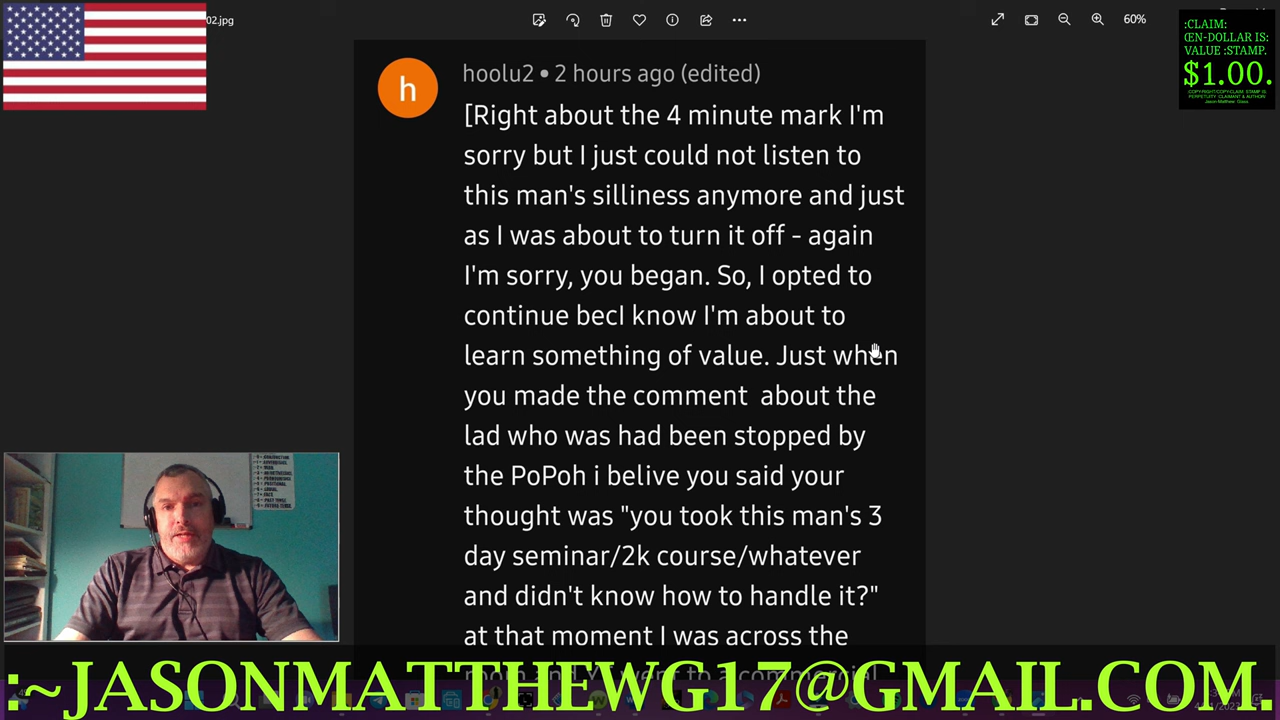 02.jpg
60%
:CLAIM:
ŒN-DOLLAR IS:
VALUE :STAMP.
$1.00.
Jason Matthew Glass
h
hoolu2 • 2 hours ago (edited)
[Right about the 4 minute mark I'm
sorry but I just could not listen to
this man's silliness anymore and just
as I was about to turn it off - again
I'm sorry, you began. So, I opted to
continue becI know I'm about to
learn something of value. Just when
you made the comment about the
lad who was had been stopped by
the PoPoh i belive you said your
thought was "you took this man's 3
day seminar/2k course/whatever
and didn't know how to handle it?"
at that moment I was across the
room and
:~JASONMATTHEWG17@GMAIL.COM.